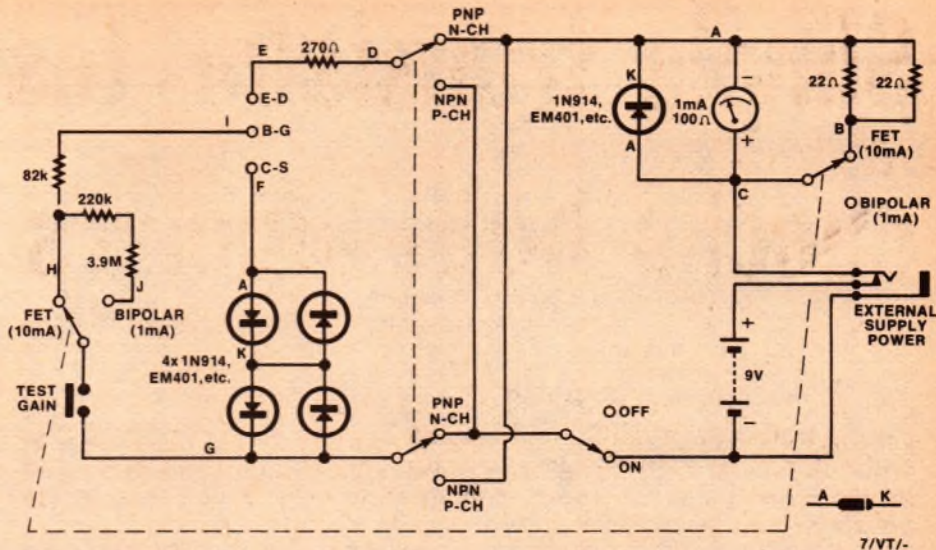 PNP
N-CH
E
270Ω
D
A
E-D
NPN
P-CH
K
1N914,
EM401,etc.
A
−
1mA
100Ω
+
22Ω
22Ω
B
FET
(10mA)
I
B-G
82k
C-S
F
C
BIPOLAR
(1mA)
220k
3.9M
H
J
FET
(10mA)
BIPOLAR
(1mA)
A
K
4x1N914,
EM401,etc.
EXTERNAL
SUPPLY
POWER
+
9V
−
TEST
GAIN
PNP
N-CH
OFF
G
ON
NPN
P-CH
A
K
7/VT/-